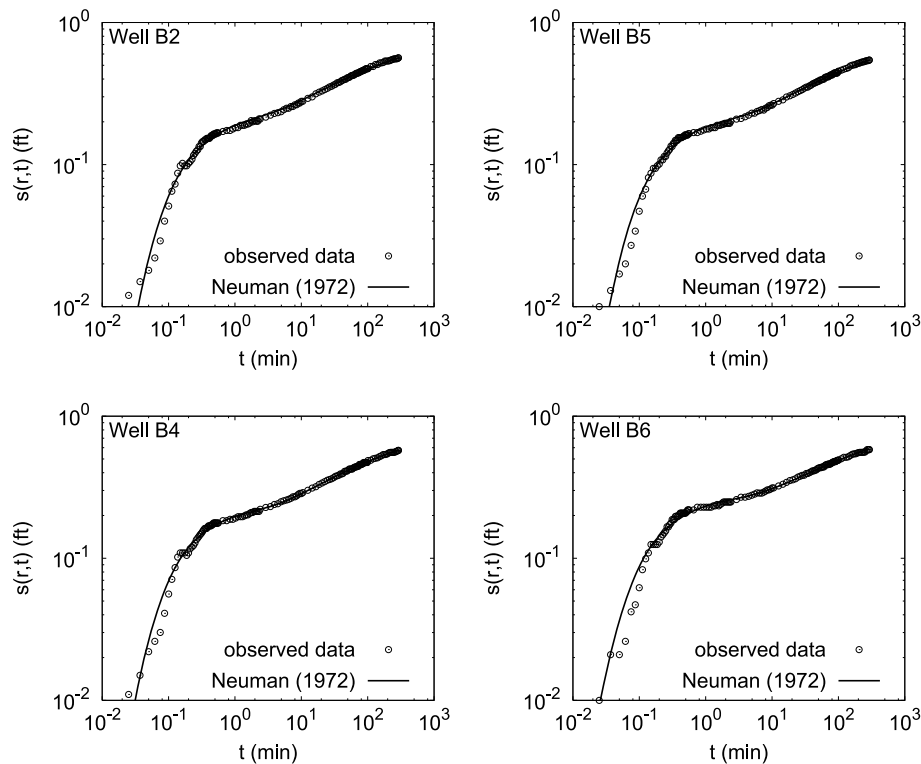 Well B2
s(r,t) (ft)
10^0
10^-1
10^-2
observed data
Neuman (1972)
10^-2 10^-1 10^0 10^1 10^2 10^3
t (min)
Well B5
s(r,t) (ft)
10^0
10^-1
10^-2
observed data
Neuman (1972)
10^-2 10^-1 10^0 10^1 10^2 10^3
t (min)
Well B4
s(r,t) (ft)
10^0
10^-1
10^-2
observed data
Neuman (1972)
10^-2 10^-1 10^0 10^1 10^2 10^3
t (min)
Well B6
s(r,t) (ft)
10^0
10^-1
10^-2
observed data
Neuman (1972)
10^-2 10^-1 10^0 10^1 10^2 10^3
t (min)